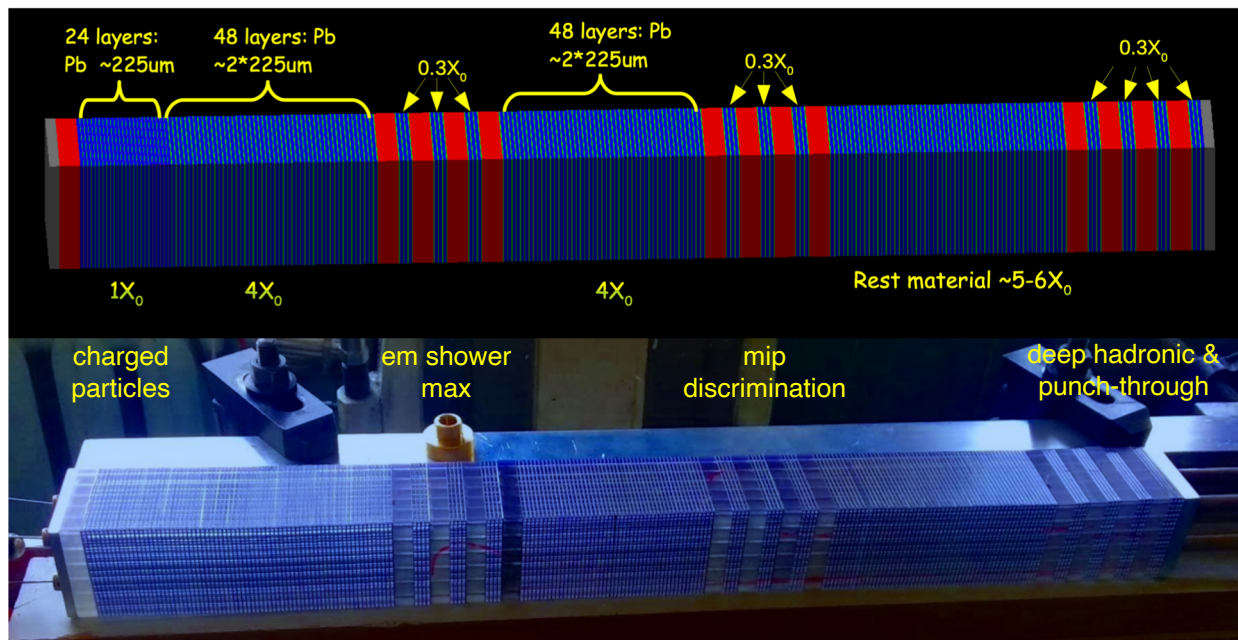 24 layers:
Pb ~225um
48 layers: Pb
~2*225um
0.3X₀
48 layers: Pb
~2*225um
0.3X₀
0.3X₀
1X₀
4X₀
4X₀
Rest material ~5-6X₀
charged
particles
em shower
max
mip
discrimination
deep hadronic &
punch-through